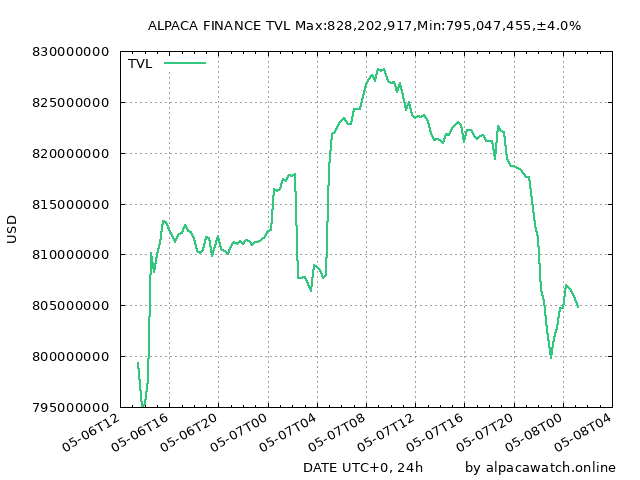 ALPACA FINANCE TVL Max:828,202,917,Min:795,047,455,±4.0%
TVL
830000000
825000000
820000000
815000000
810000000
805000000
800000000
795000000
USD
05-06T12
05-06T16
05-06T20
05-07T00
05-07T04
05-07T08
05-07T12
05-07T16
05-07T20
05-08T00
05-08T04
DATE UTC+0, 24h
by alpacawatch.online